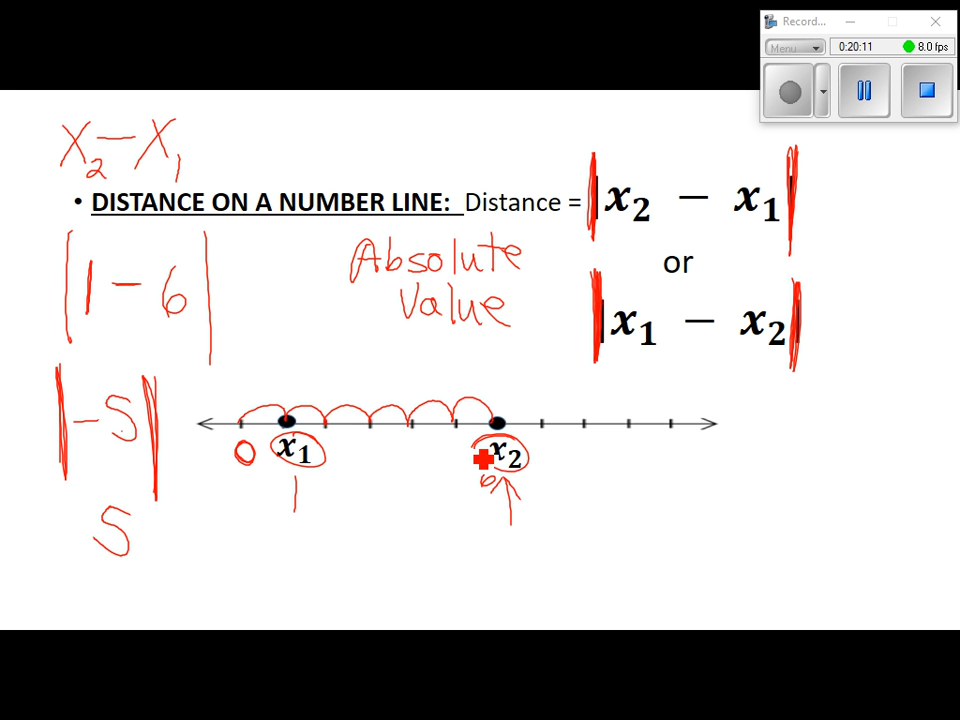 Record...
Menu
0:20:11
8.0 fps
X₂ - X₁
• DISTANCE ON A NUMBER LINE: Distance = |x₂ − x₁|
or
|x₁ − x₂|
Absolute
Value
|1 - 6|
|-5|
5
0 x₁ x₂
1 6